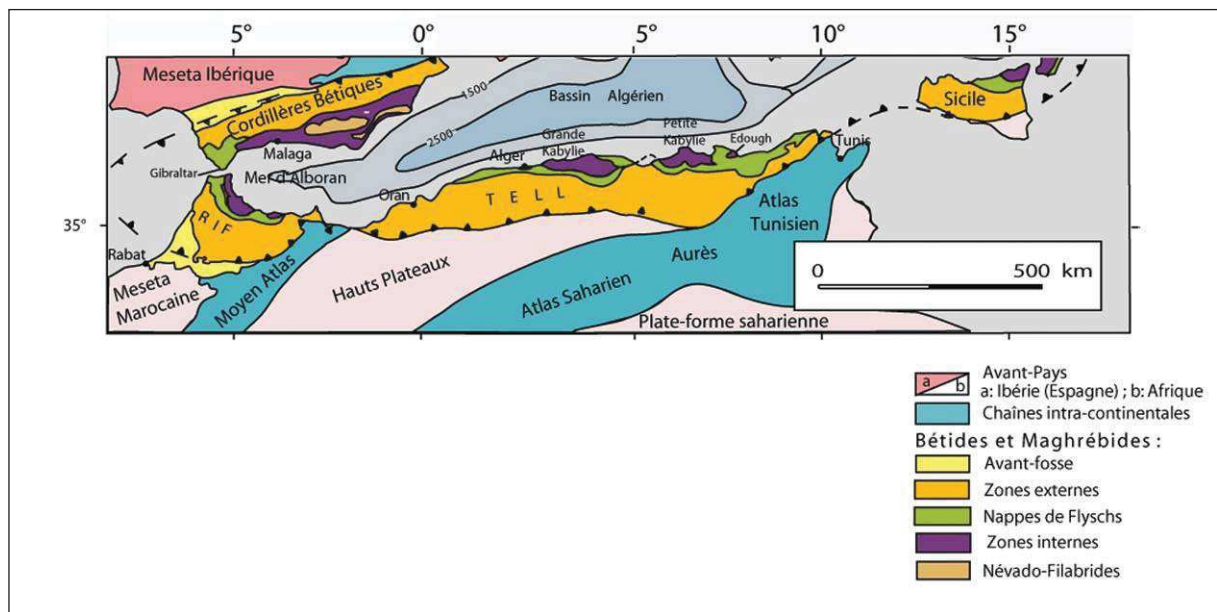 5° 0° 5° 10° 15°
Meseta Ibérique
Cordillères Bétiques
1500
Bassin Algérien
2500
Sicile
Malaga
Gibraltar
Mer d'Alboran
Alger
Grande
Kabylie
Petite
Kabylie
Edough
Tunis
Oran
TELL
RIF
35°
Rabat
Meseta
Marocaine
Moyen Atlas
Hauts Plateaux
Atlas
Tunisien
Aurès
Atlas Saharien
Plate-forme saharienne
0 500 km
a b Avant-Pays
a: Ibérie (Espagne) ; b: Afrique
Chaînes intra-continentales
Bétides et Maghrébides :
Avant-fosse
Zones externes
Nappes de Flyschs
Zones internes
Névado-Filabrides